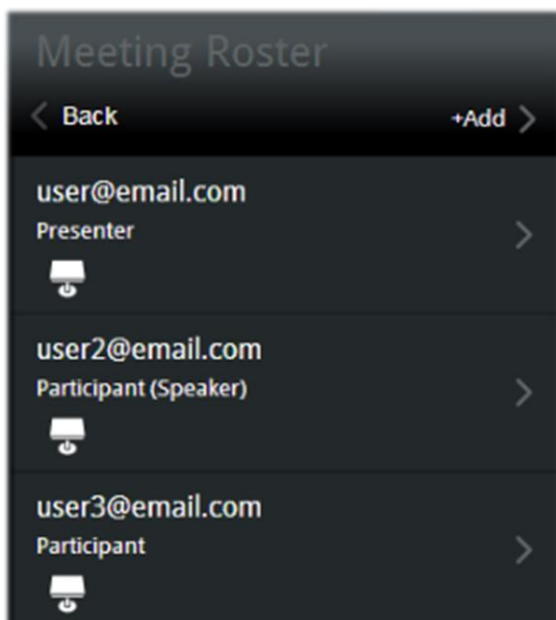 Meeting Roster
Back +Add
user@email.com
Presenter
user2@email.com
Participant (Speaker)
user3@email.com
Participant